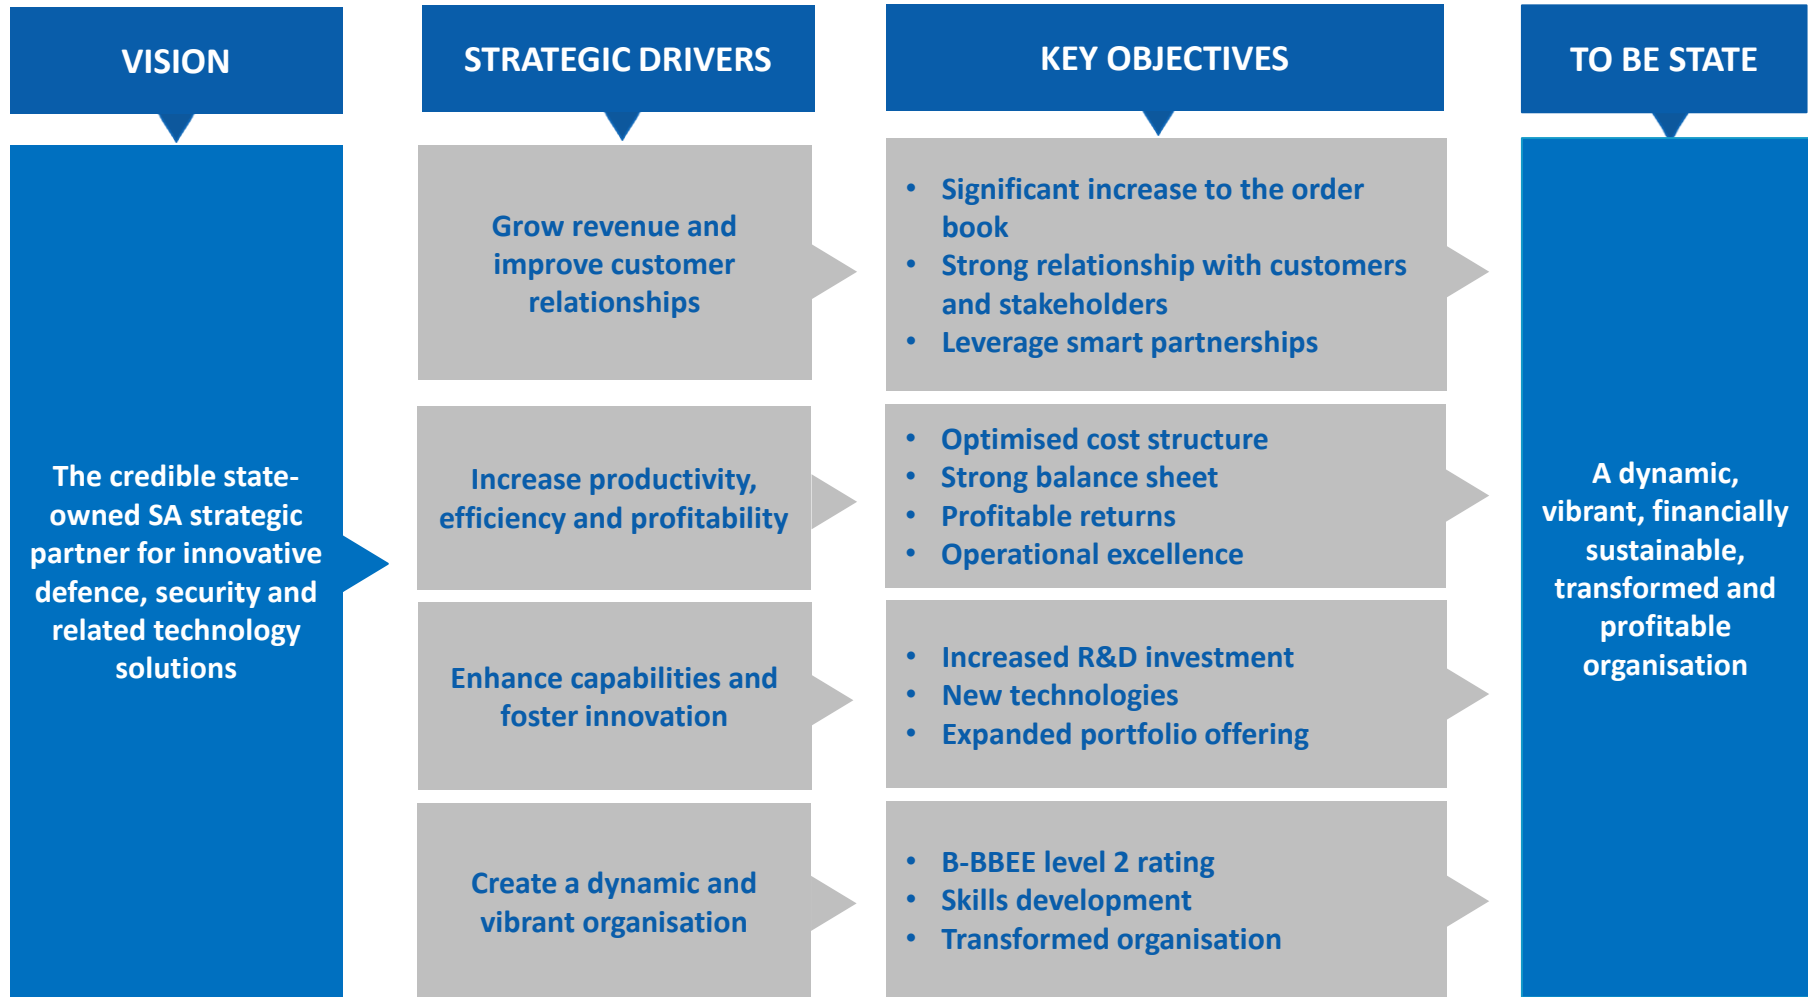 VISION
STRATEGIC DRIVERS
KEY OBJECTIVES
TO BE STATE
The credible state-
owned SA strategic
partner for innovative
defence, security and
related technology
solutions
Grow revenue and
improve customer
relationships
• Significant increase to the order
book
• Strong relationship with customers
and stakeholders
• Leverage smart partnerships
Increase productivity,
efficiency and profitability
• Optimised cost structure
• Strong balance sheet
• Profitable returns
• Operational excellence
Enhance capabilities and
foster innovation
• Increased R&D investment
• New technologies
• Expanded portfolio offering
Create a dynamic and
vibrant organisation
• B-BBEE level 2 rating
• Skills development
• Transformed organisation
A dynamic,
vibrant, financially
sustainable,
transformed and
profitable
organisation